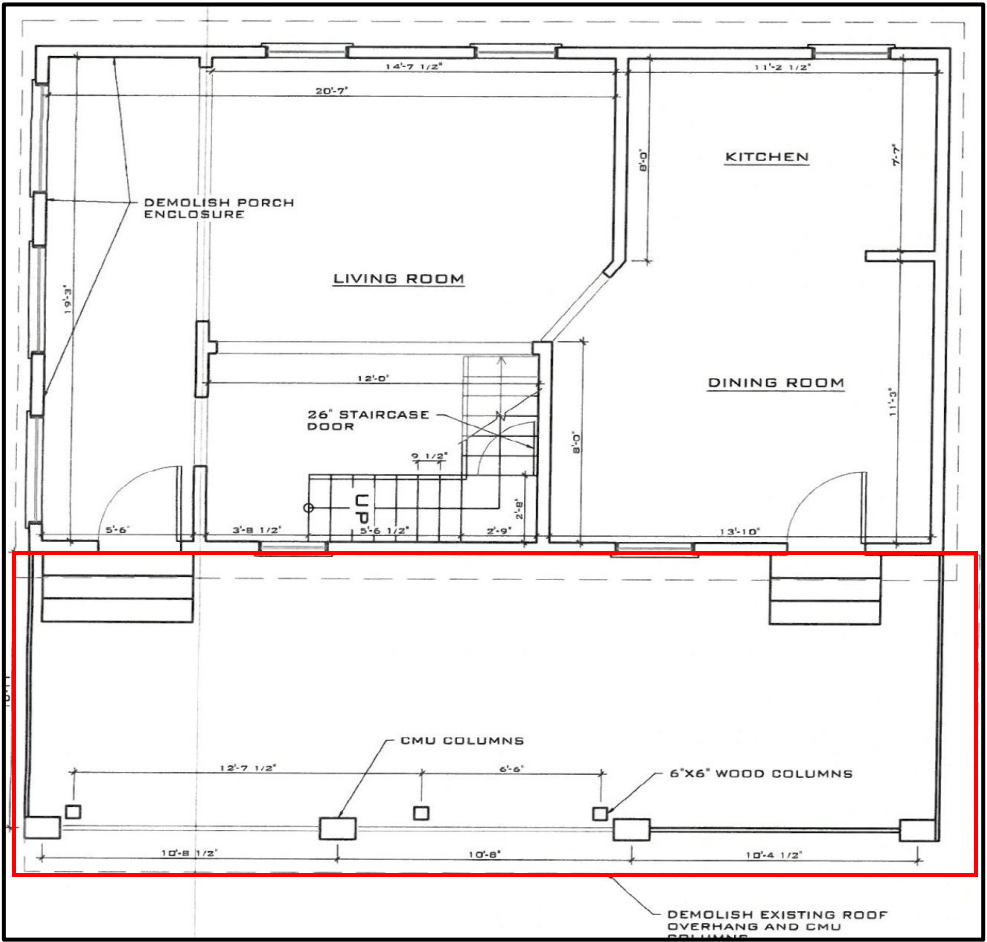 14'-7 1/2"
11'-2 1/2"
20'-7"
KITCHEN
8'-0"
7'-7"
DEMOLISH PORCH
ENCLOSURE
LIVING ROOM
19'-3"
12'-0"
DINING ROOM
26" STAIRCASE
DOOR
11'-3"
8'-0"
9 1/2"
UP
2'-8"
5'-6"
3'-8 1/2"
5'-6 1/2"
2'-9"
13'-10"
CMU COLUMNS
12'-7 1/2"
6'-6"
6"X6" WOOD COLUMNS
10'-8 1/2"
10'-8"
10'-4 1/2"
DEMOLISH EXISTING ROOF
OVERHANG AND CMU
COLUMNS